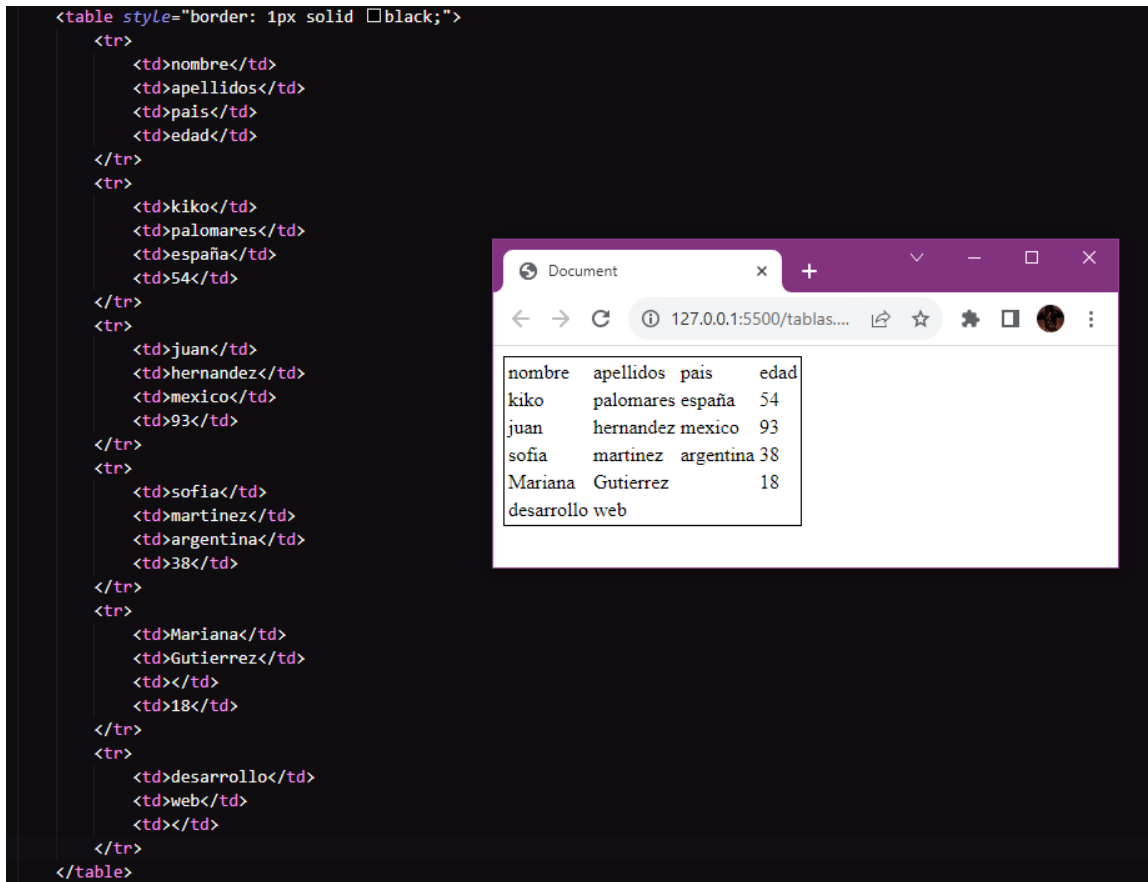 <table style="border: 1px solid black;">
<tr>
<td>nombre</td>
<td>apellidos</td>
<td>pais</td>
<td>edad</td>
</tr>
<tr>
<td>kiko</td>
<td>palomares</td>
<td>españa</td>
<td>54</td>
</tr>
<tr>
<td>juan</td>
<td>hernandez</td>
<td>mexico</td>
<td>93</td>
</tr>
<tr>
<td>sofia</td>
<td>martinez</td>
<td>argentina</td>
<td>38</td>
</tr>
<tr>
<td>Mariana</td>
<td>Gutierrez</td>
<td></td>
<td>18</td>
</tr>
<tr>
<td>desarrollo</td>
<td>web</td>
<td></td>
</tr>
</table>
Document
127.0.0.1:5500/tablas....
nombre apellidos pais edad
kiko palomares españa 54
juan hernandez mexico 93
sofia martinez argentina 38
Mariana Gutierrez 18
desarrollo web